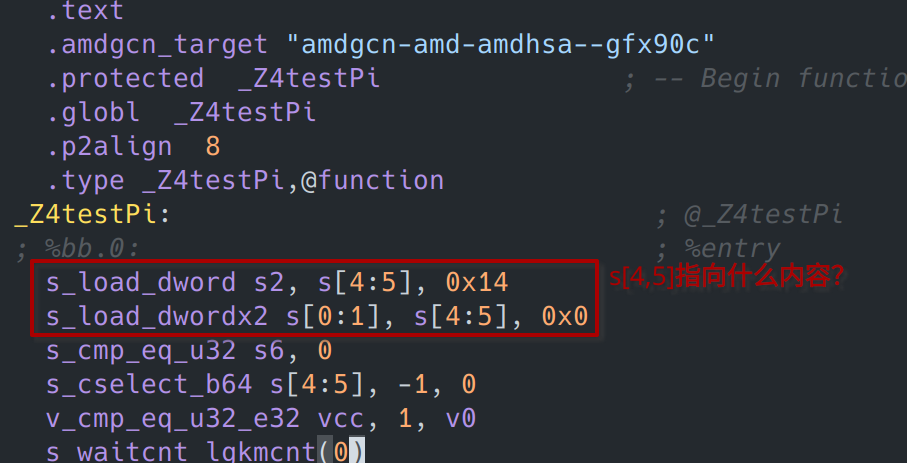 .text
.amdgcn_target "amdgcn-amd-amdhsa--gfx90c"
.protected _Z4testPi ; -- Begin functio
.globl _Z4testPi
.p2align 8
.type _Z4testPi,@function
_Z4testPi: ; @_Z4testPi
; %bb.0: ; %entry
s_load_dword s2, s[4:5], 0x14 s[4,5]指向什么内容?
s_load_dwordx2 s[0:1], s[4:5], 0x0
s_cmp_eq_u32 s6, 0
s_cselect_b64 s[4:5], -1, 0
v_cmp_eq_u32_e32 vcc, 1, v0
s_waitcnt lgkmcnt(0)